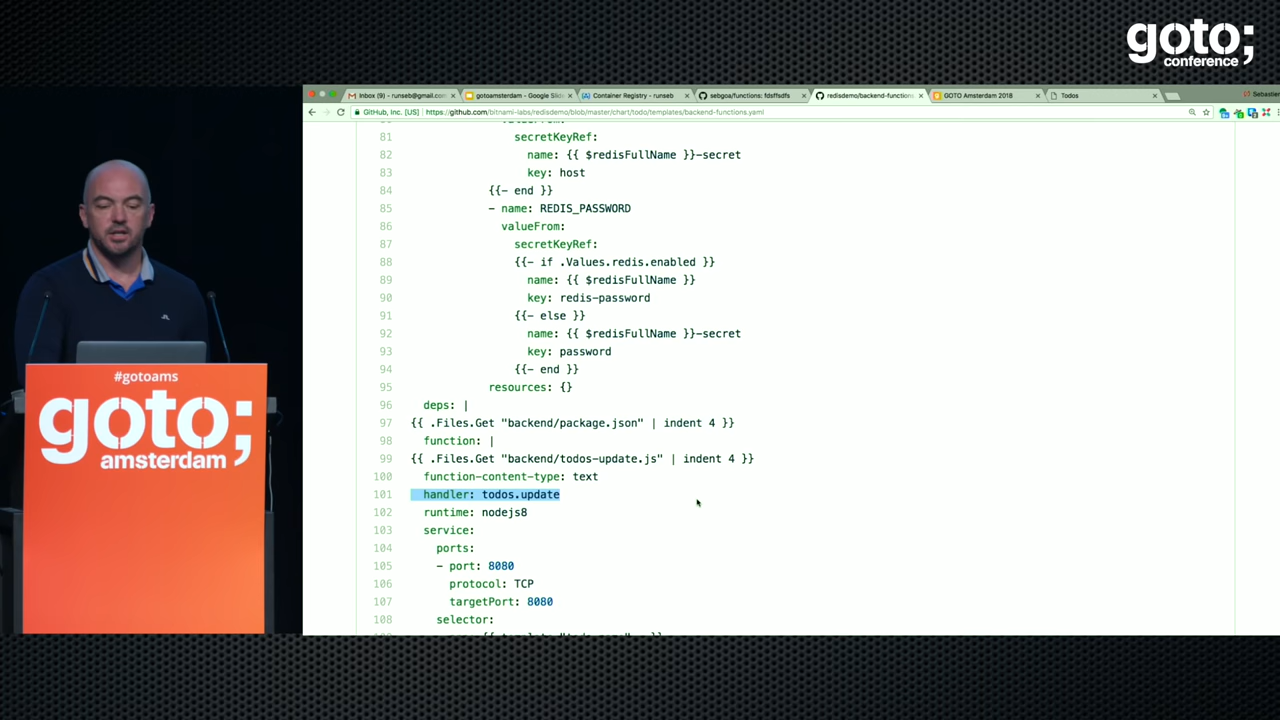 goto;
conference
Inbox (9) - runseb@gmail.com
gotoamsterdam - Google Slide
Container Registry - runseb
sebgoa/functions: fdsffsdfs
redisdemo/backend-functions
GOTO Amsterdam 2018
Todos
Sebastien
GitHub, Inc. [US] | https://github.com/bitnami-labs/redisdemo/blob/master/chart/todo/templates/backend-functions.yaml
81 secretKeyRef:
82 name: {{ $redisFullName }}-secret
83 key: host
84 {{- end }}
85 - name: REDIS_PASSWORD
86 valueFrom:
87 secretKeyRef:
88 {{- if .Values.redis.enabled }}
89 name: {{ $redisFullName }}
90 key: redis-password
91 {{- else }}
92 name: {{ $redisFullName }}-secret
93 key: password
94 {{- end }}
95 resources: {}
96 deps: |
97 {{ .Files.Get "backend/package.json" | indent 4 }}
98 function: |
99 {{ .Files.Get "backend/todos-update.js" | indent 4 }}
100 function-content-type: text
101 handler: todos.update
102 runtime: nodejs8
103 service:
104 ports:
105 - port: 8080
106 protocol: TCP
107 targetPort: 8080
108 selector:
#gotoams
goto;
amsterdam